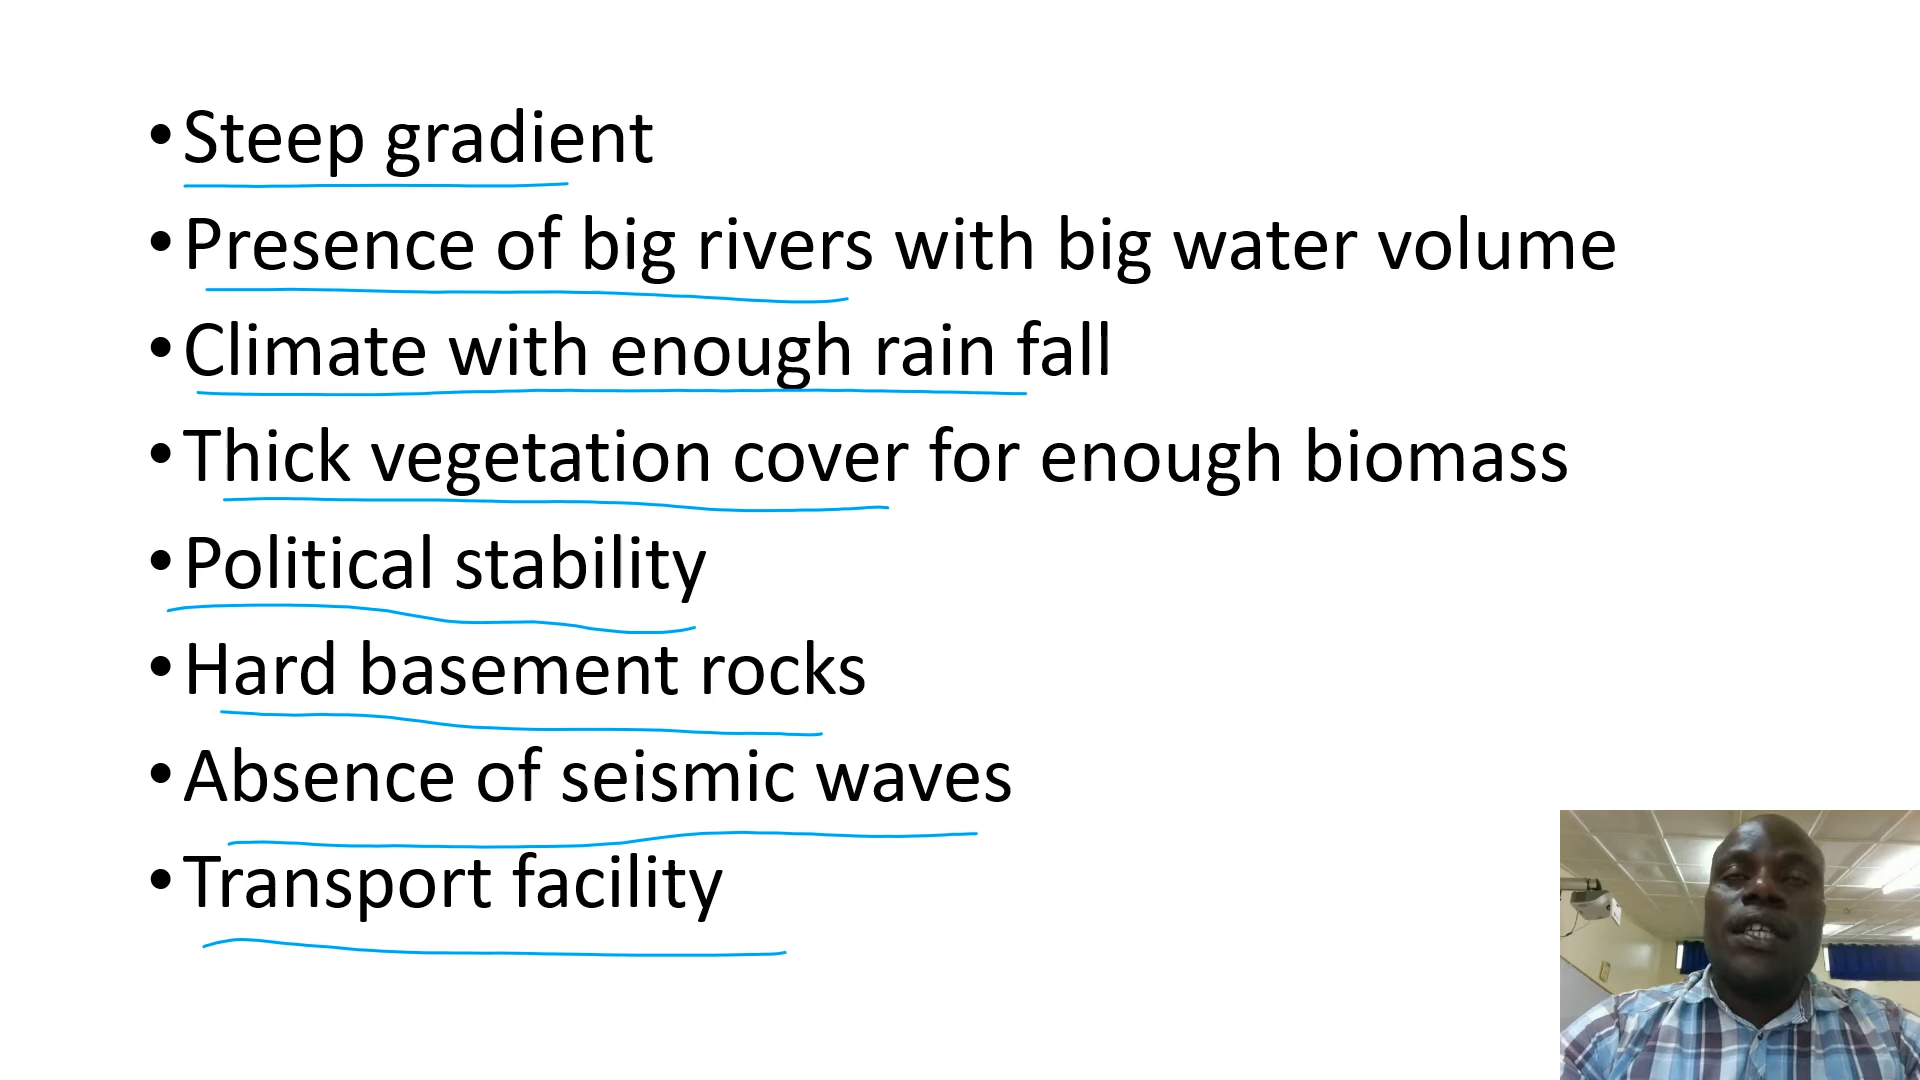 •Steep gradient
•Presence of big rivers with big water volume
•Climate with enough rain fall
•Thick vegetation cover for enough biomass
•Political stability
•Hard basement rocks
•Absence of seismic waves
•Transport facility